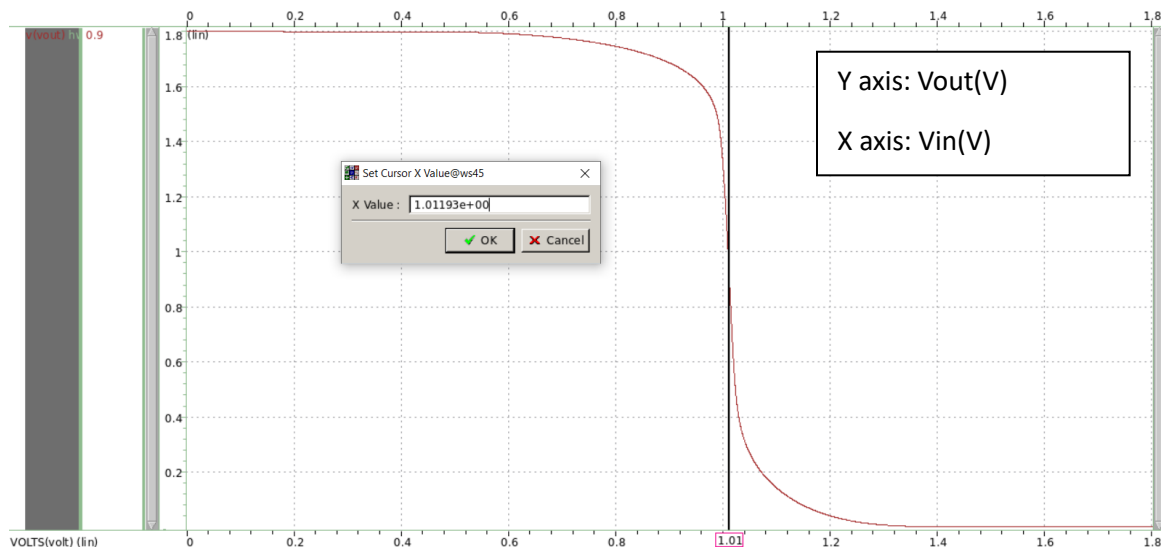 0 0.2 0.4 0.6 0.8 1 1.2 1.4 1.6 1.8
v(vout) 0.9
1.8 (lin)
Y axis: Vout(V)
X axis: Vin(V)
1.6
1.4
Set Cursor X Value@ws45
X Value : 1.01193e+00
OK Cancel
1.2
1
0.8
0.6
0.4
0.2
VOLTS(volt) (lin) 0 0.2 0.4 0.6 0.8 1.01 1.2 1.4 1.6 1.8